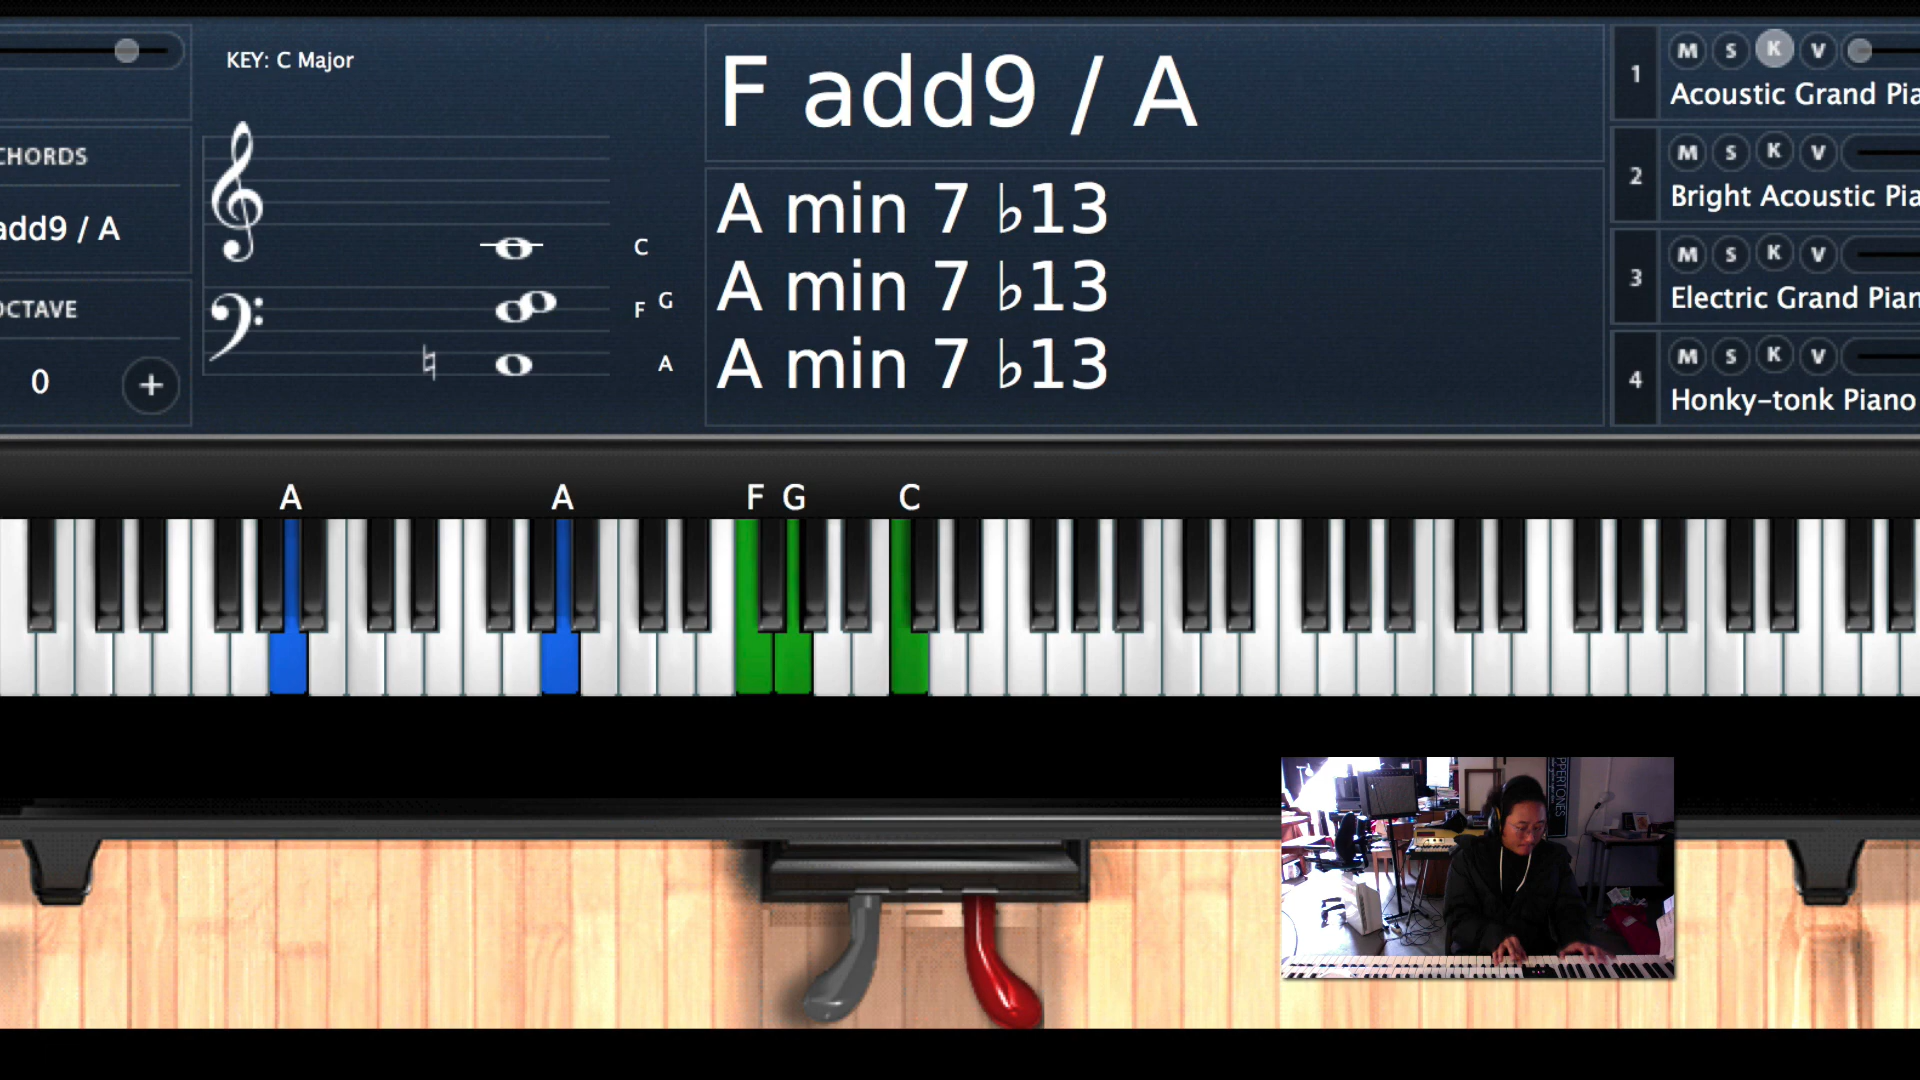 KEY: C Major
CHORDS
add9 / A
OCTAVE
0
+
C
F G
A
F add9 / A
A min 7 ♭13
A min 7 ♭13
A min 7 ♭13
1
M S K V
Acoustic Grand Pia
2
M S K V
Bright Acoustic Pia
3
M S K V
Electric Grand Pian
4
M S K V
Honky-tonk Piano
A A F G C
PPERTONES